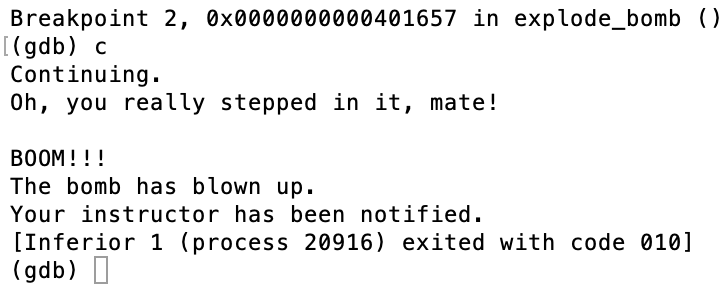 Breakpoint 2, 0x0000000000401657 in explode_bomb ()
(gdb) c
Continuing.
Oh, you really stepped in it, mate!

BOOM!!!
The bomb has blown up.
Your instructor has been notified.
[Inferior 1 (process 20916) exited with code 010]
(gdb)